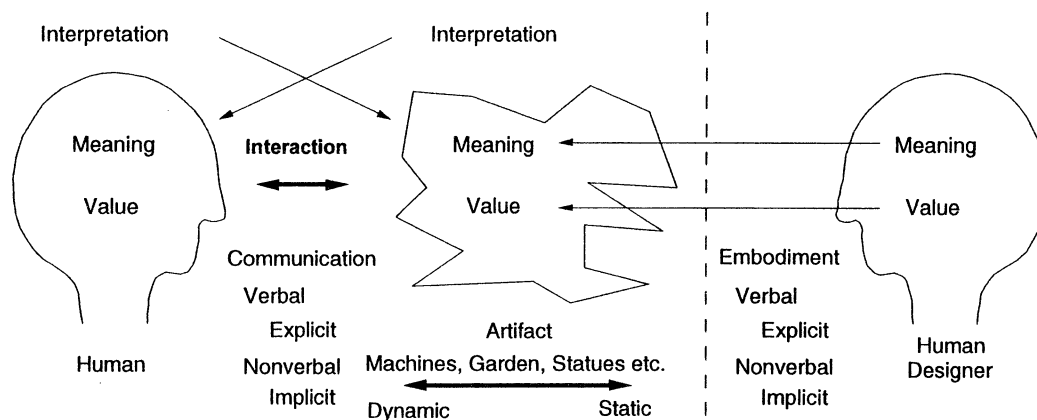 Interpretation
Interpretation
Meaning
Value
Human
Interaction
Communication
Verbal
Explicit
Nonverbal
Implicit
Meaning
Value
Artifact
Machines, Garden, Statues etc.
Dynamic
Static
Embodiment
Verbal
Explicit
Nonverbal
Implicit
Meaning
Value
Human
Designer